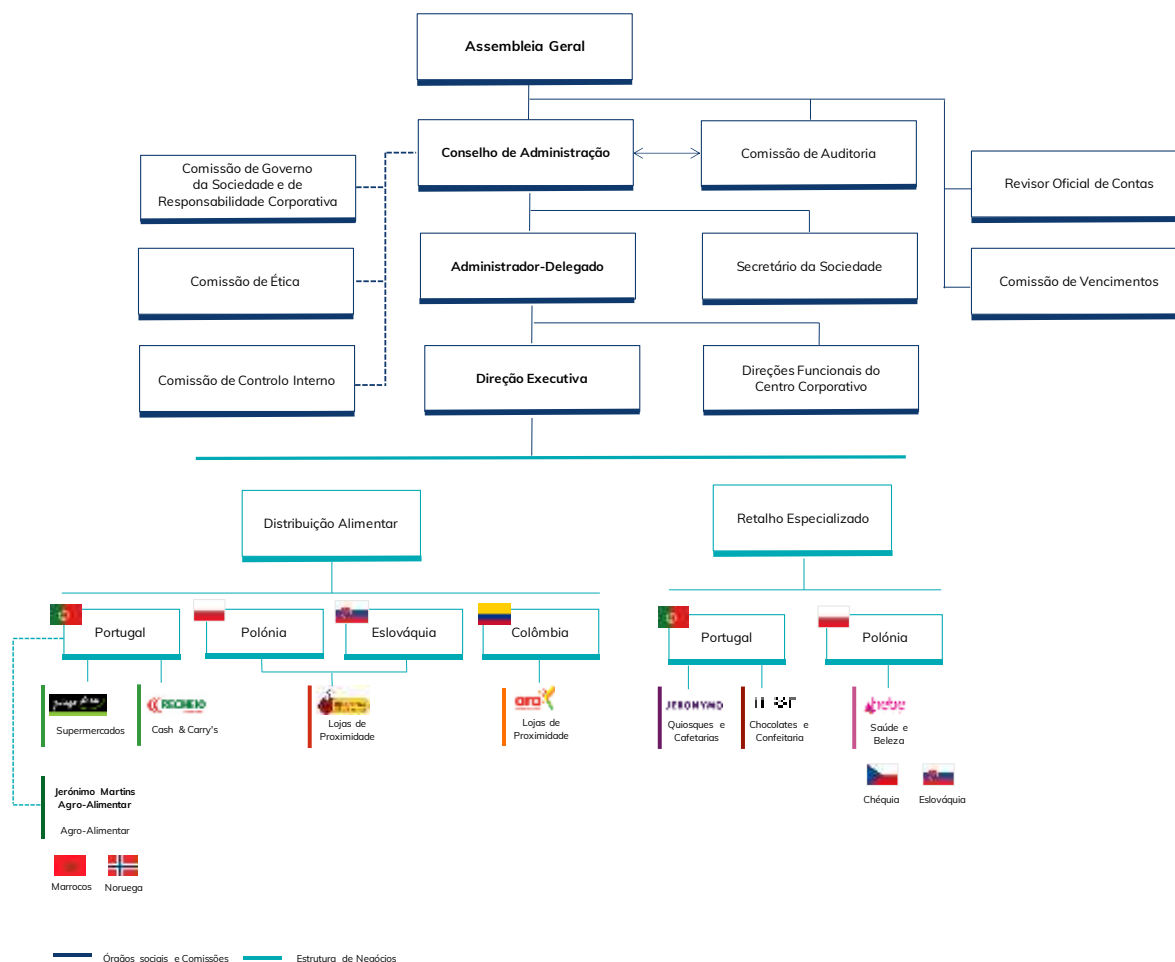 Assembleia Geral
Conselho de Administração
Comissão de Auditoria
Comissão de Governo
da Sociedade e de
Responsabilidade Corporativa
Revisor Oficial de Contas
Administrador-Delegado
Secretário da Sociedade
Comissão de Ética
Comissão de Vencimentos
Comissão de Controlo Interno
Direção Executiva
Direções Funcionais do
Centro Corporativo
Distribuição Alimentar
Retalho Especializado
Portugal
Polónia
Eslováquia
Colômbia
Portugal
Polónia
RECHEIO
ara
JERONYMO
hebe
Supermercados
Cash & Carry's
Lojas de
Proximidade
Lojas de
Proximidade
Quiosques e
Cafetarias
Chocolates e
Confeitaria
Saúde e
Beleza
Chéquia
Eslováquia
Jerónimo Martins
Agro-Alimentar
Agro-Alimentar
Marrocos
Noruega
Órgãos sociais e Comissões
Estrutura de Negócios